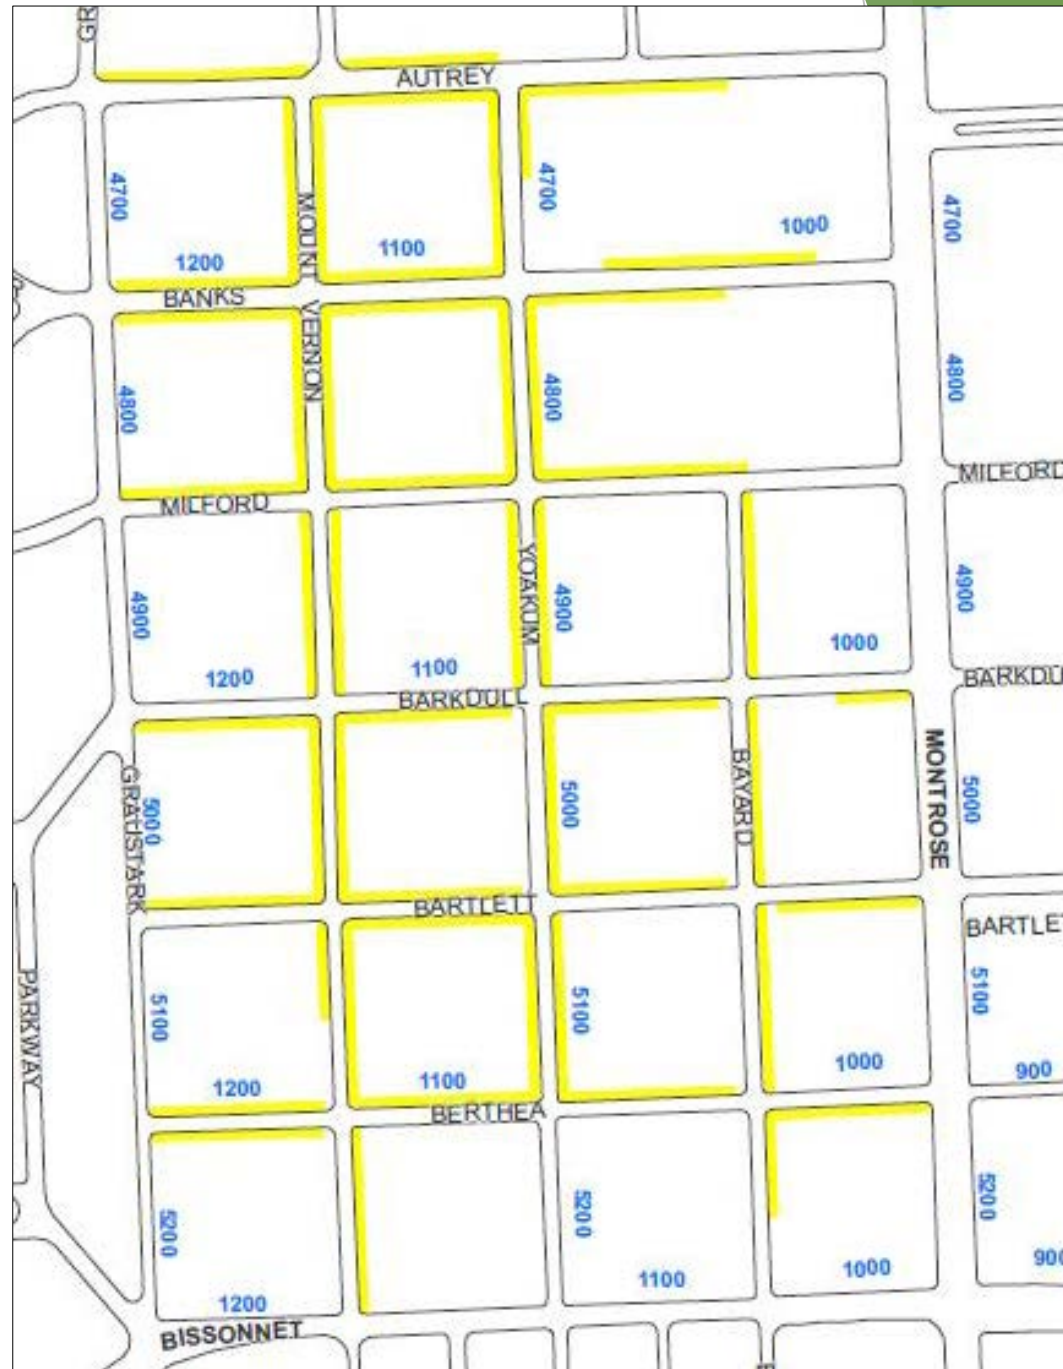 GR
AUTREY
4700
4700
4700
1000
1200
MOUNT VERNON
1100
BANKS
4800
4800
4800
MILFORD
MILFORD
4900
YOAKUM
4900
4900
1200
1100
1000
BARKDULL
BARKDU
GRAUSTARK
5000
5000
BAYARD
MONTROSE
5000
BARTLETT
BARTLE
PARKWAY
5100
5100
5100
1200
1100
1000
900
BERTHEA
5200
5200
5200
1200
1100
1000
900
BISSONNET